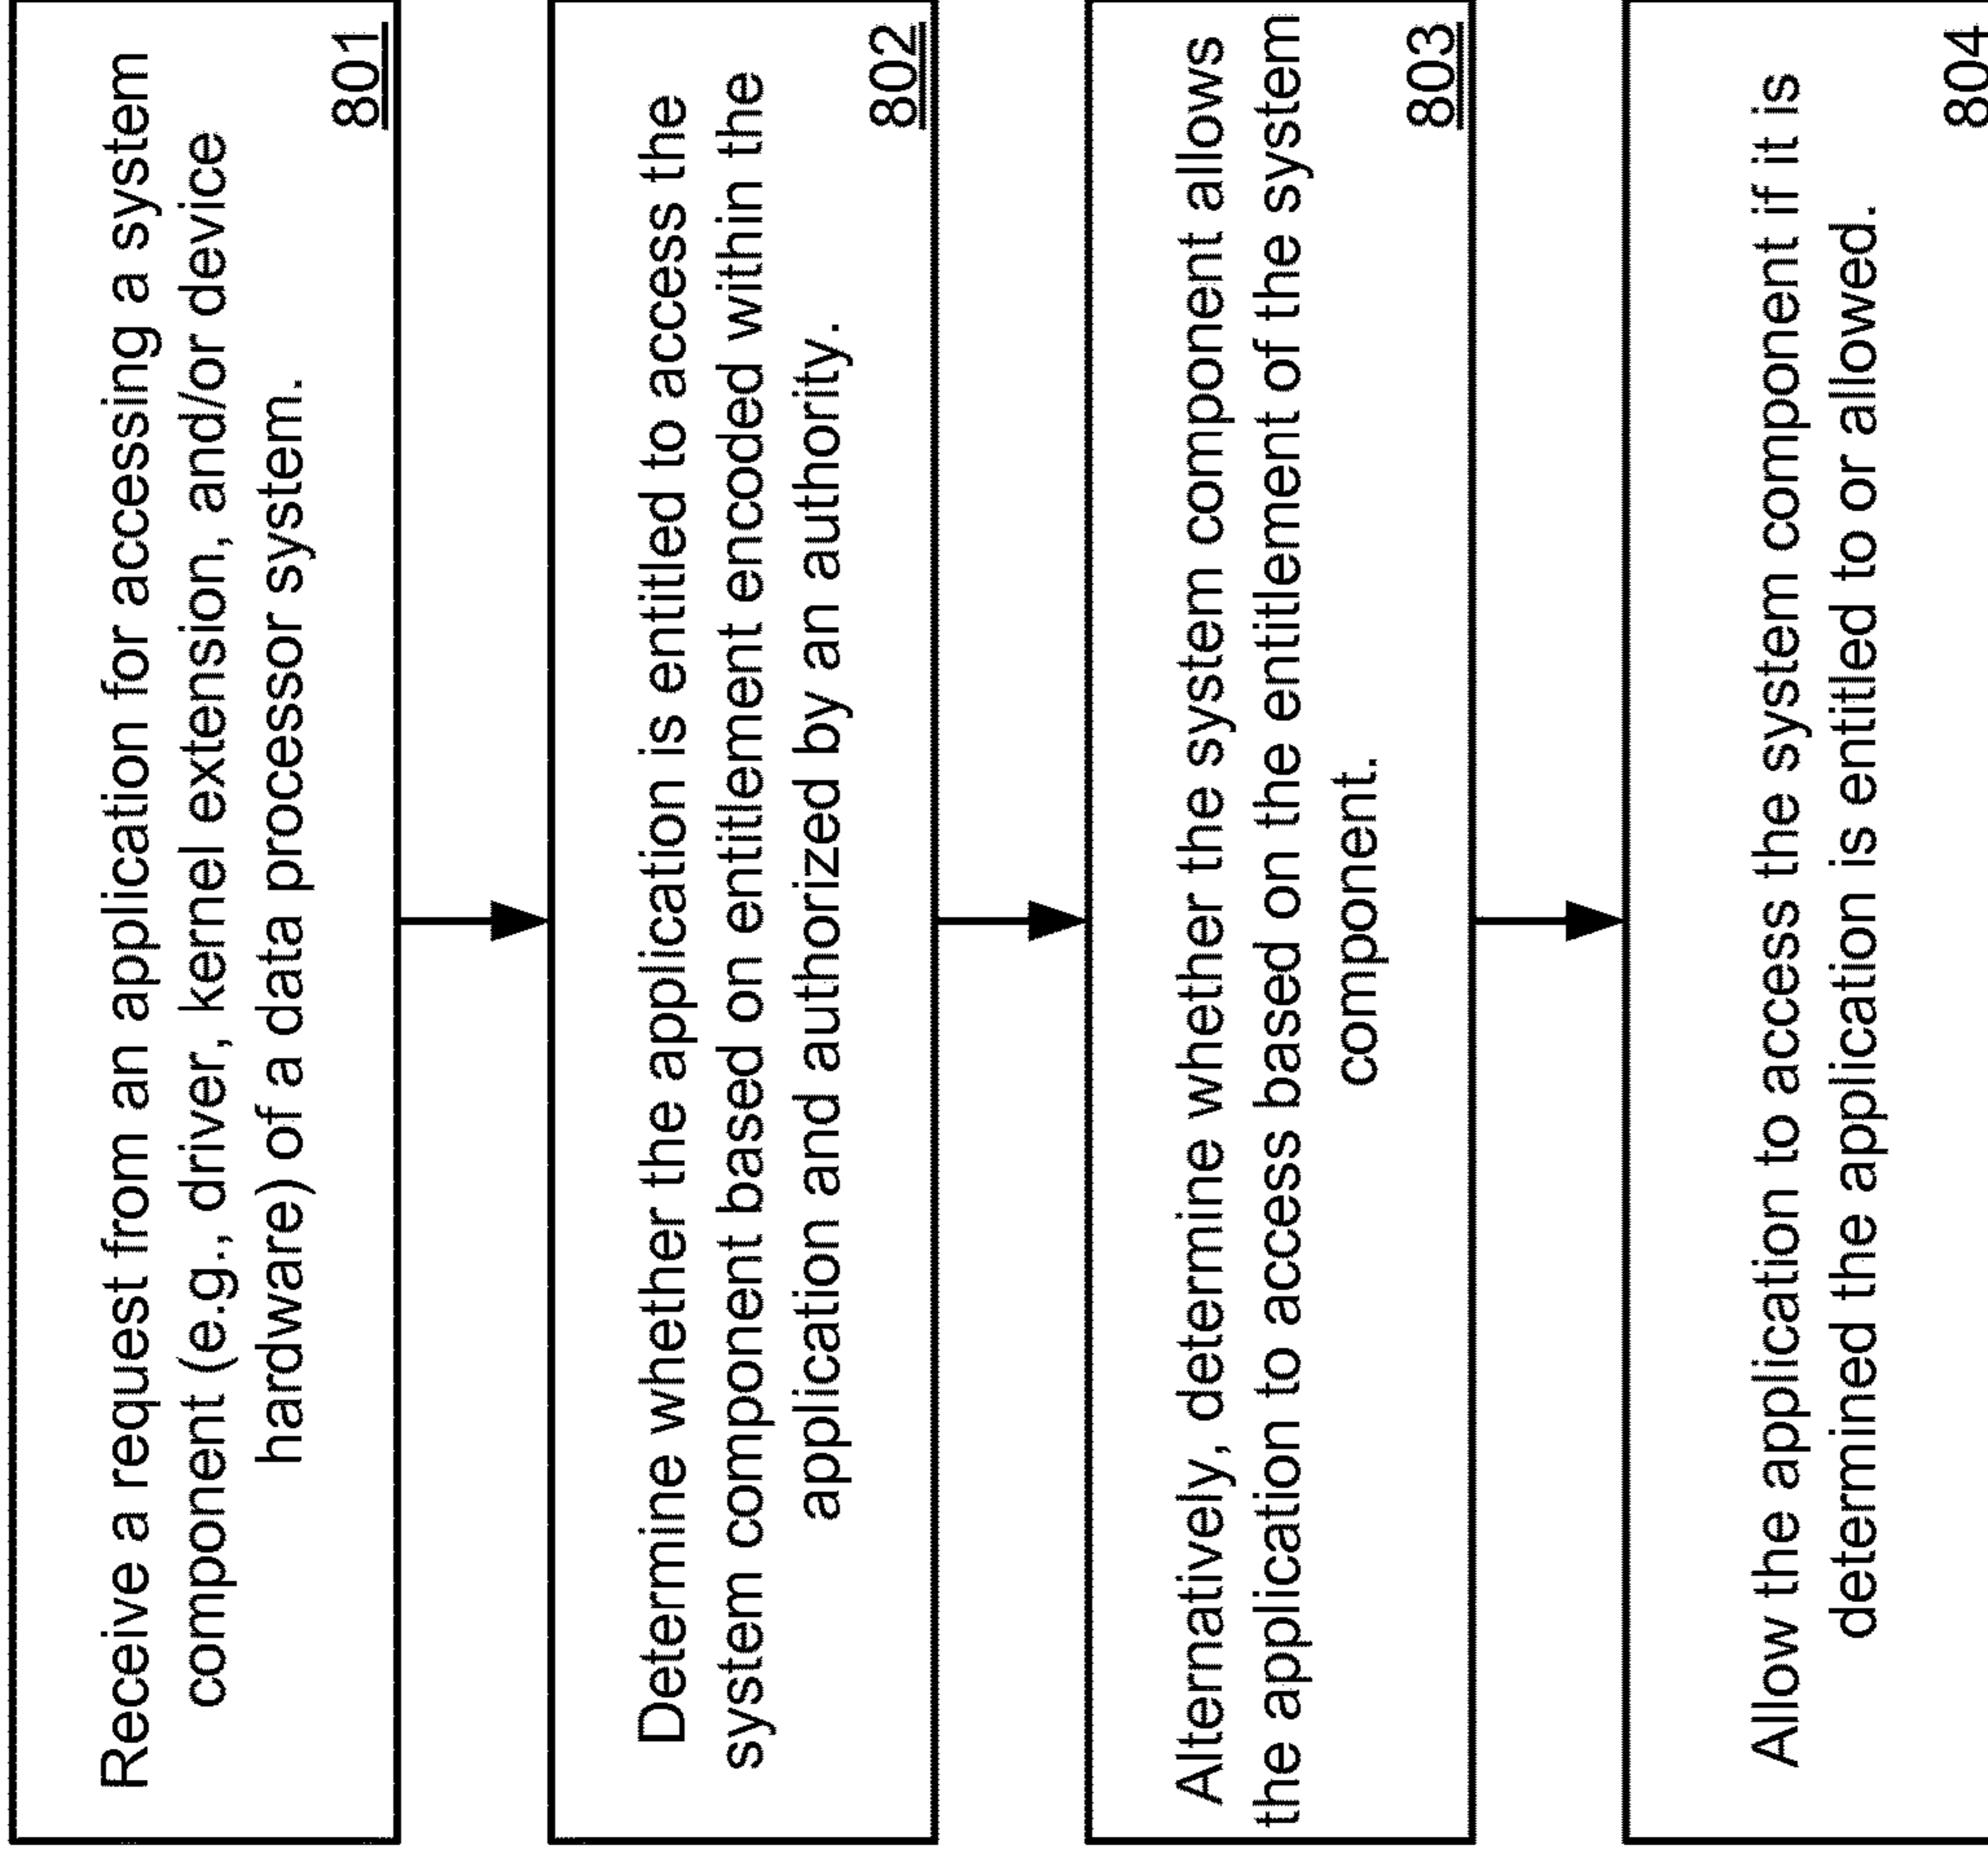 Receive a request from an application for accessing a system
component (e.g., driver, kernel extension, and/or device
hardware) of a data processor system.
801
Determine whether the application is entitled to access the
system component based on entitlement encoded within the
application and authorized by an authority.
802
Alternatively, determine whether the system component allows
the application to access based on the entitlement of the system
component.
803
Allow the application to access the system component if it is
determined the application is entitled to or allowed.
804